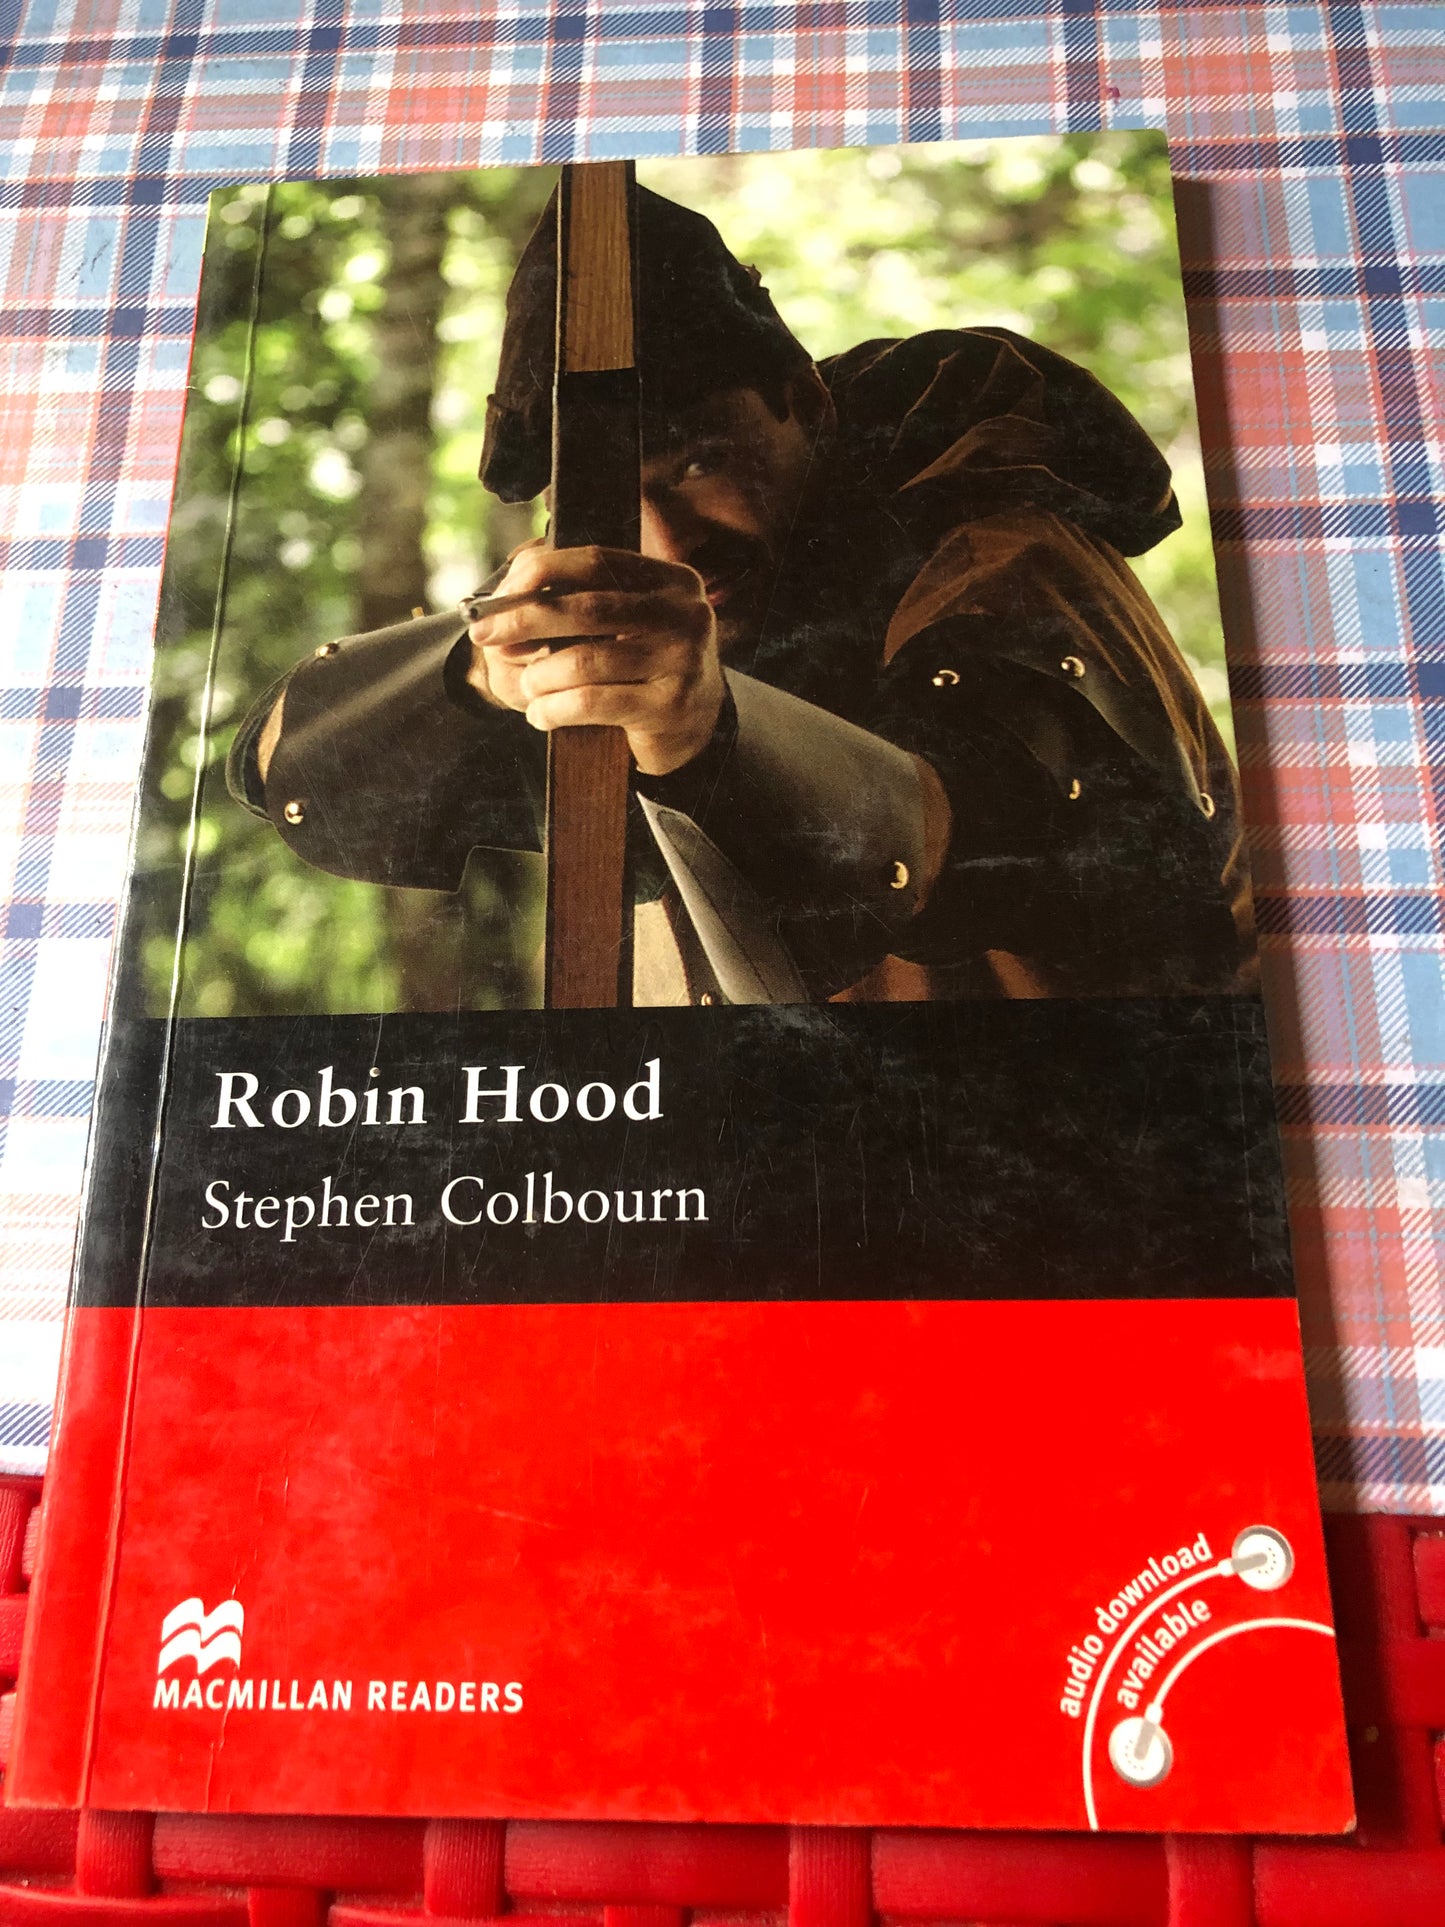 Robin Hood
Stephen Colbourn
MACMILLAN READERS
audio download
available